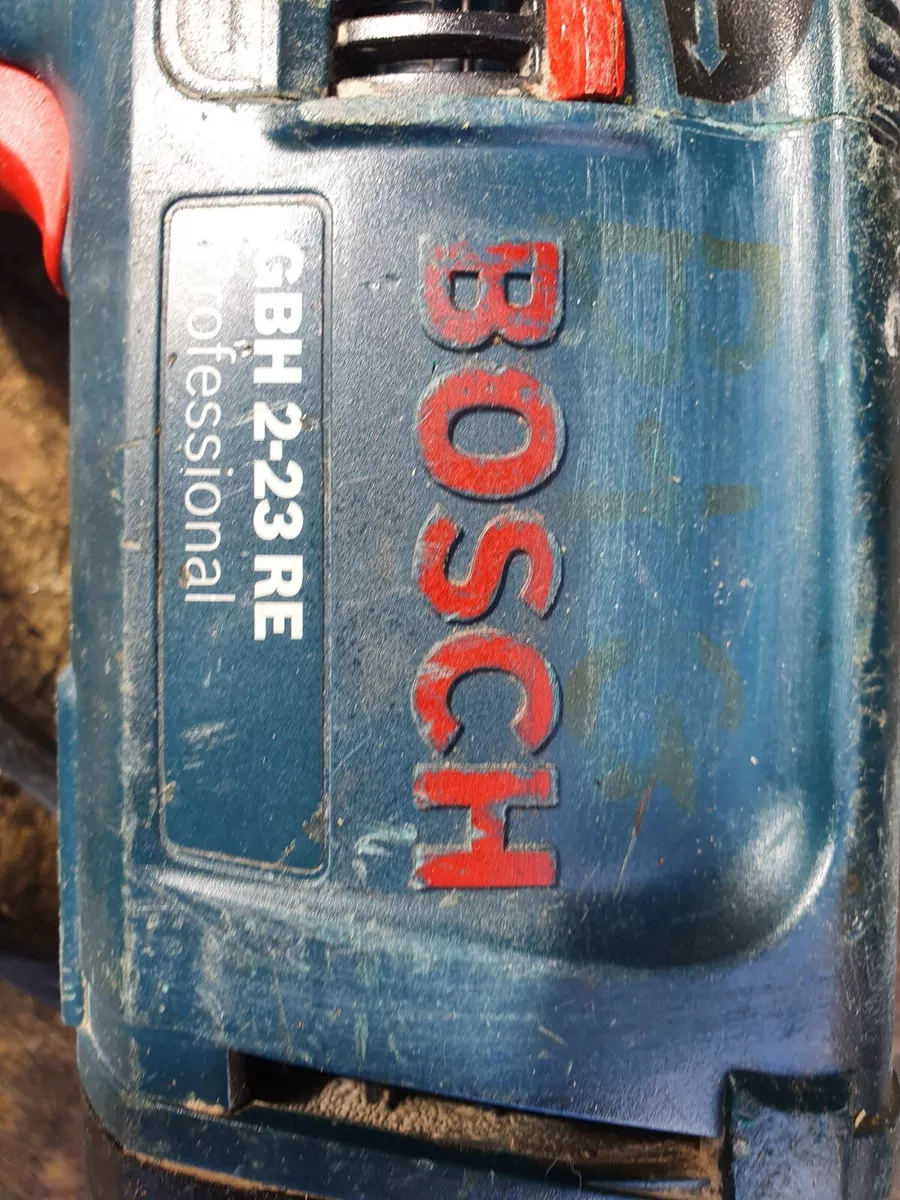 BOSCH
GBH 2-23 RE
Professional